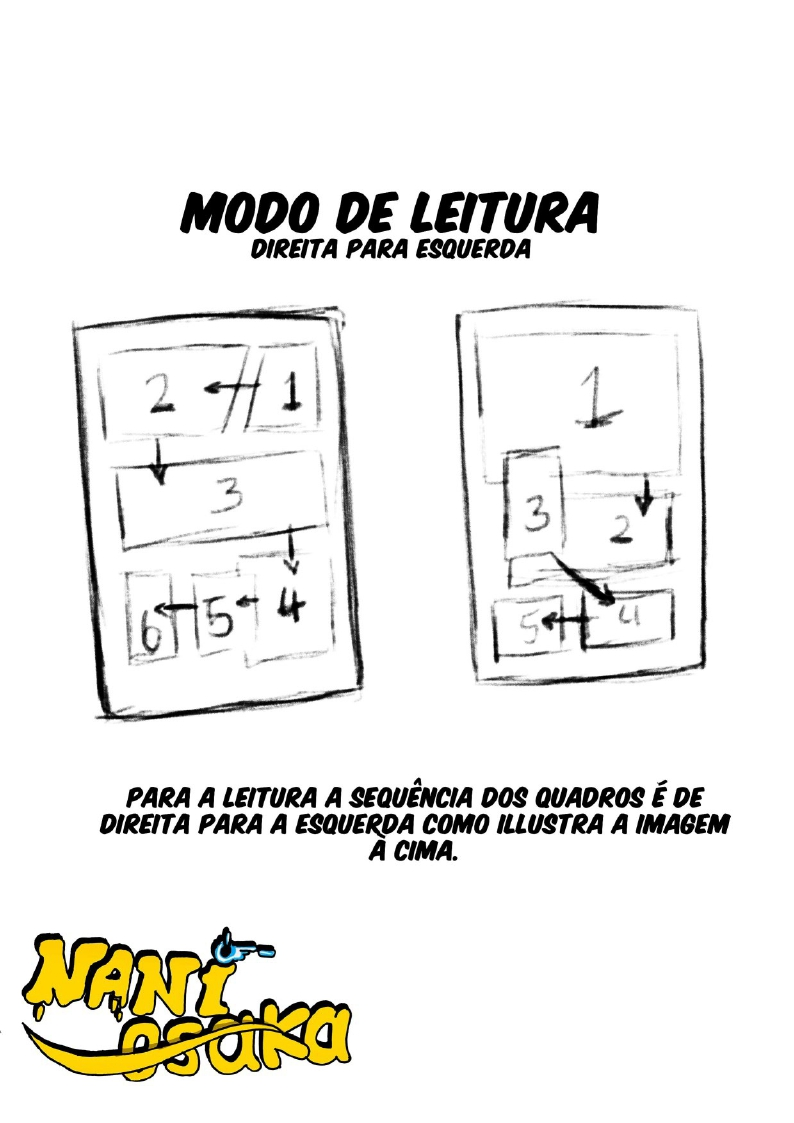 MODO DE LEITURA
DIREITA PARA ESQUERDA
2 1
3
6 5 4
1
3 2
5 4
PARA A LEITURA A SEQUÊNCIA DOS QUADROS É DE
DIREITA PARA A ESQUERDA COMO ILLUSTRA A IMAGEM
À CIMA.
NANI
OSAKA